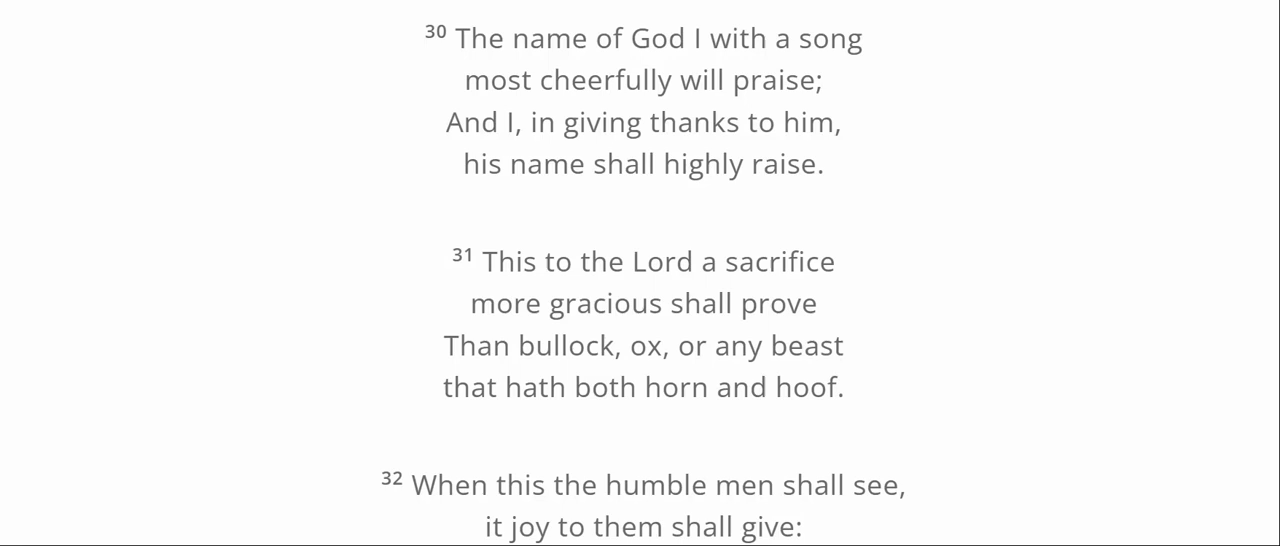 30 The name of God I with a song
most cheerfully will praise;
And I, in giving thanks to him,
his name shall highly raise.
31 This to the Lord a sacrifice
more gracious shall prove
Than bullock, ox, or any beast
that hath both horn and hoof.
32 When this the humble men shall see,
it joy to them shall give: